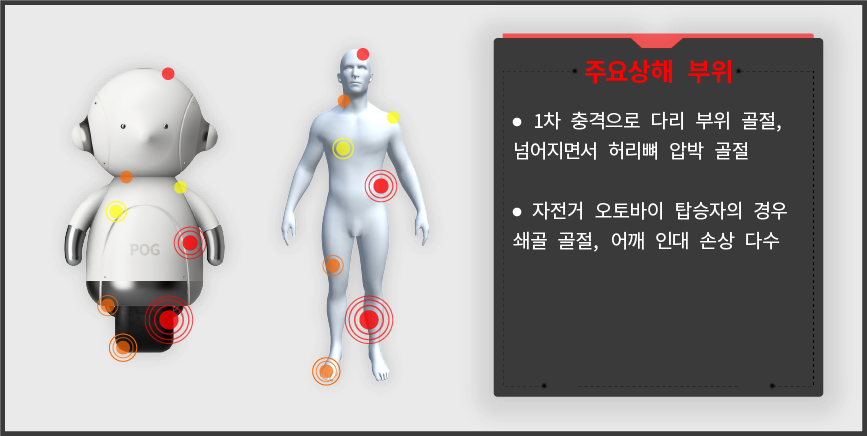 주요상해 부위
● 1차 충격으로 다리 부위 골절,
넘어지면서 허리뼈 압박 골절
● 자전거 오토바이 탑승자의 경우
쇄골 골절, 어깨 인대 손상 다수
POG